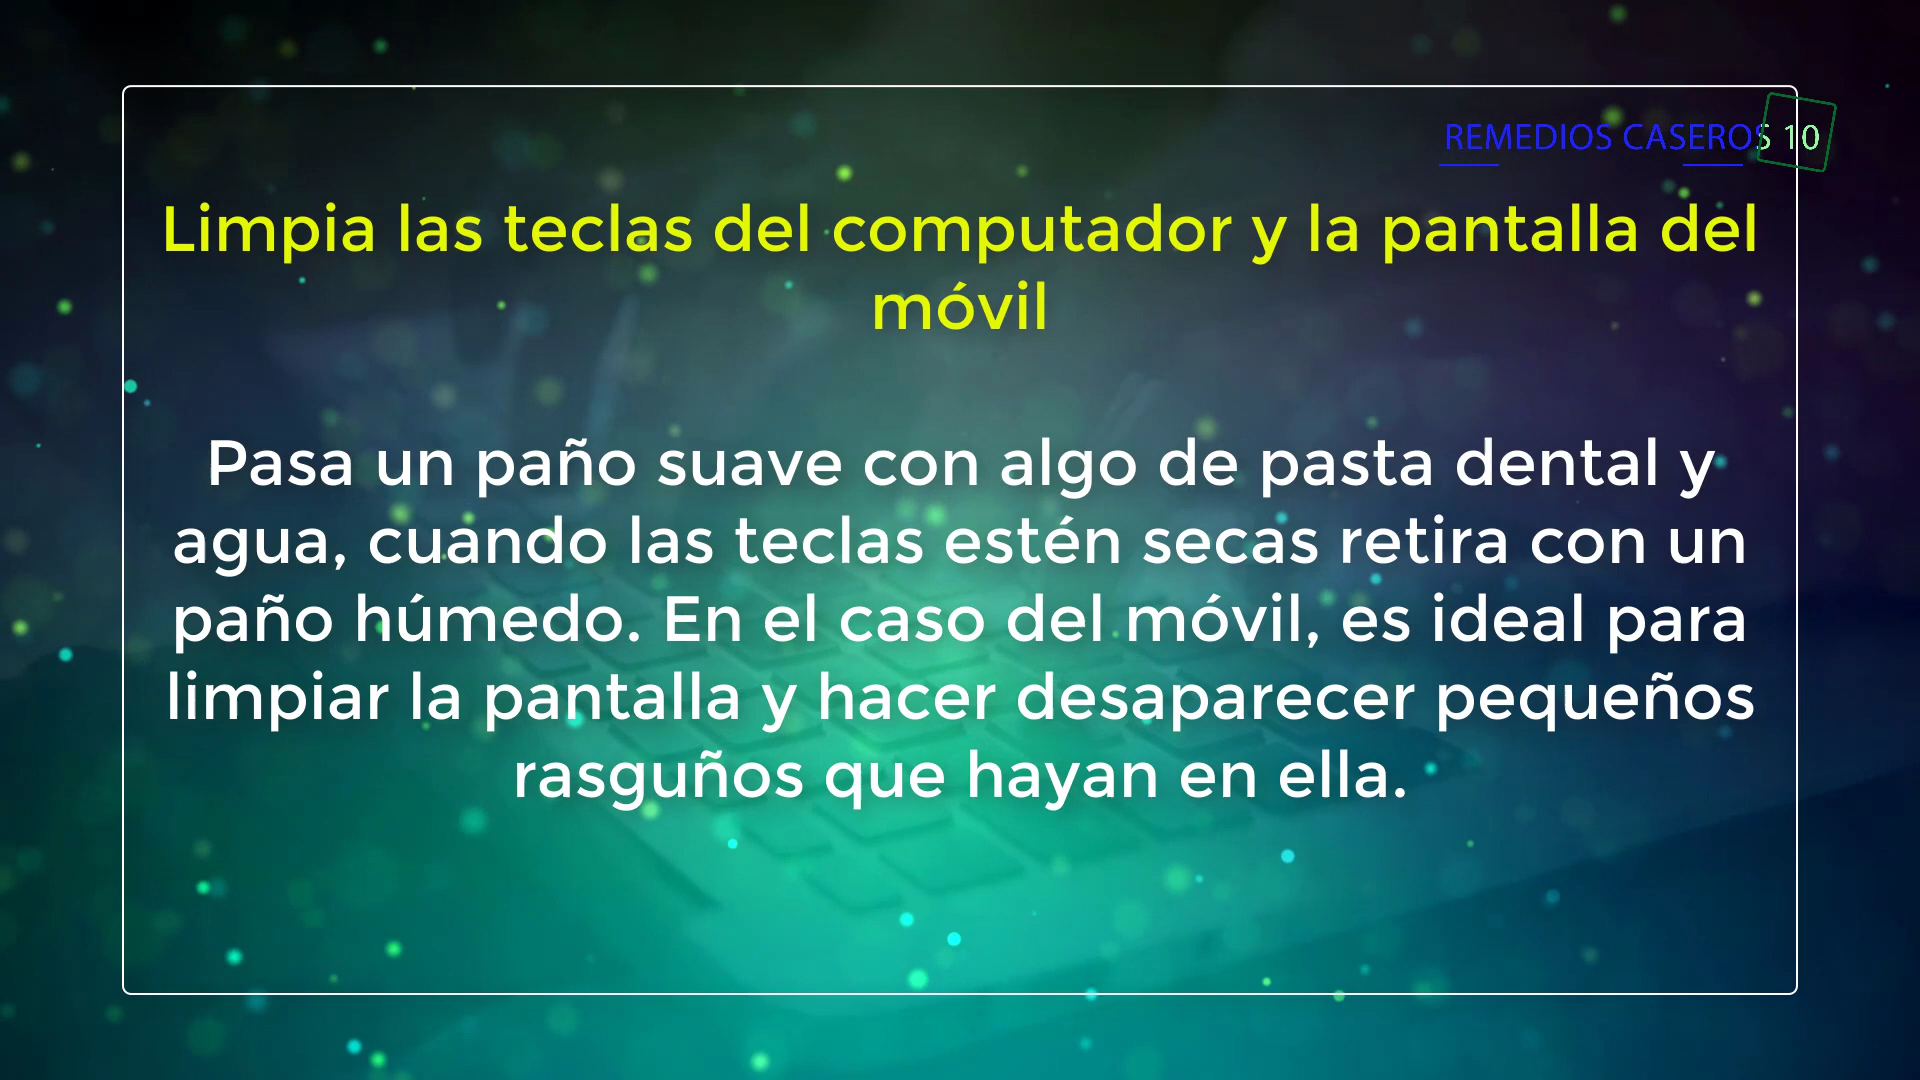 REMEDIOS CASEROS 10
Limpia las teclas del computador y la pantalla del
móvil
Pasa un paño suave con algo de pasta dental y
agua, cuando las teclas estén secas retira con un
paño húmedo. En el caso del móvil, es ideal para
limpiar la pantalla y hacer desaparecer pequeños
rasguños que hayan en ella.